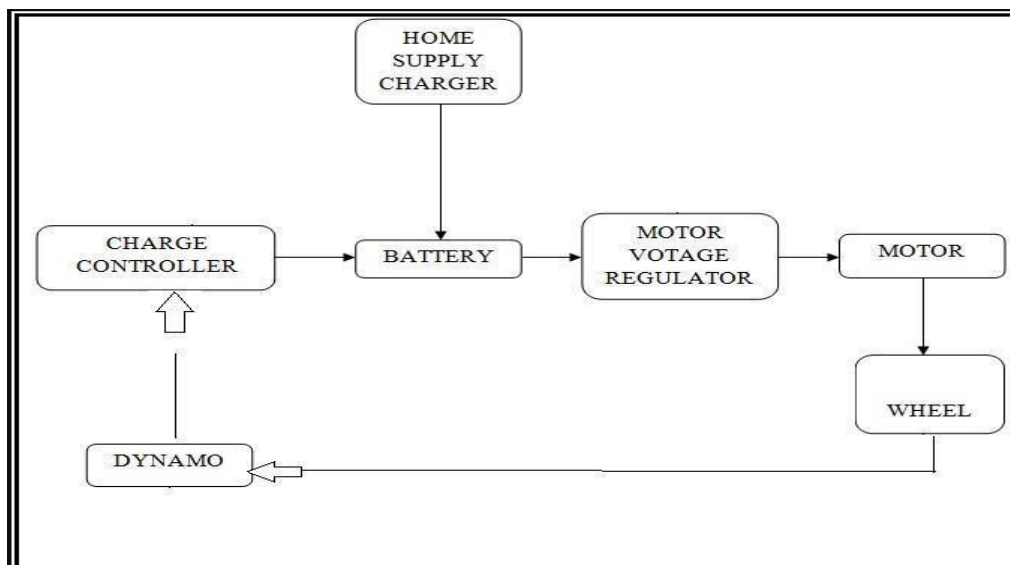 HOME
SUPPLY
CHARGER
CHARGE
CONTROLLER
BATTERY
MOTOR
VOTAGE
REGULATOR
MOTOR
WHEEL
DYNAMO